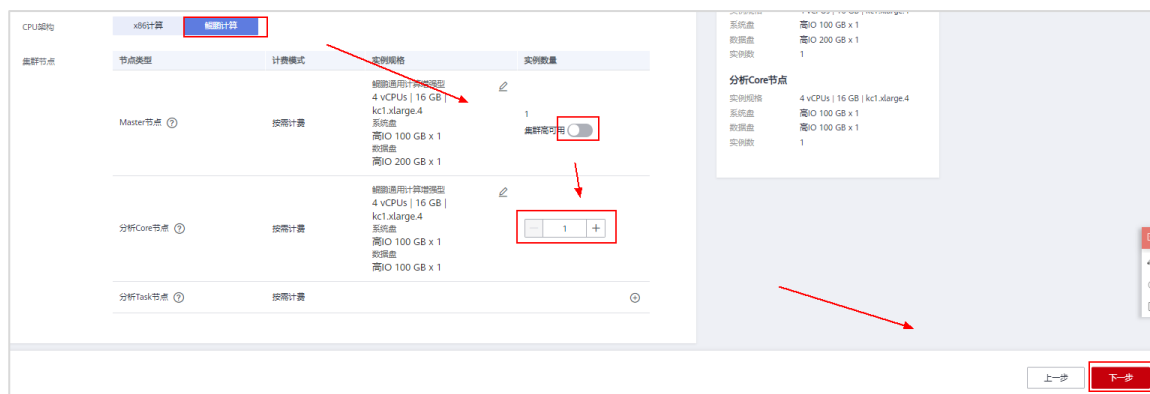 CPU架构
x86计算
鲲鹏计算
集群节点
节点类型
计费模式
实例规格
实例数量
Master节点
按需计费
鲲鹏通用计算增强型
4 vCPUs | 16 GB |
kc1.xlarge.4
系统盘
高IO 100 GB x 1
数据盘
高IO 200 GB x 1
1
集群高可用
分析Core节点
按需计费
鲲鹏通用计算增强型
4 vCPUs | 16 GB |
kc1.xlarge.4
系统盘
高IO 100 GB x 1
数据盘
高IO 100 GB x 1
1
分析Task节点
按需计费
实例规格
4 vCPUs | 16 GB | kc1.xlarge.4
系统盘
高IO 100 GB x 1
数据盘
高IO 200 GB x 1
实例数
1
分析Core节点
实例规格
4 vCPUs | 16 GB | kc1.xlarge.4
系统盘
高IO 100 GB x 1
数据盘
高IO 100 GB x 1
实例数
1
上一步
下一步